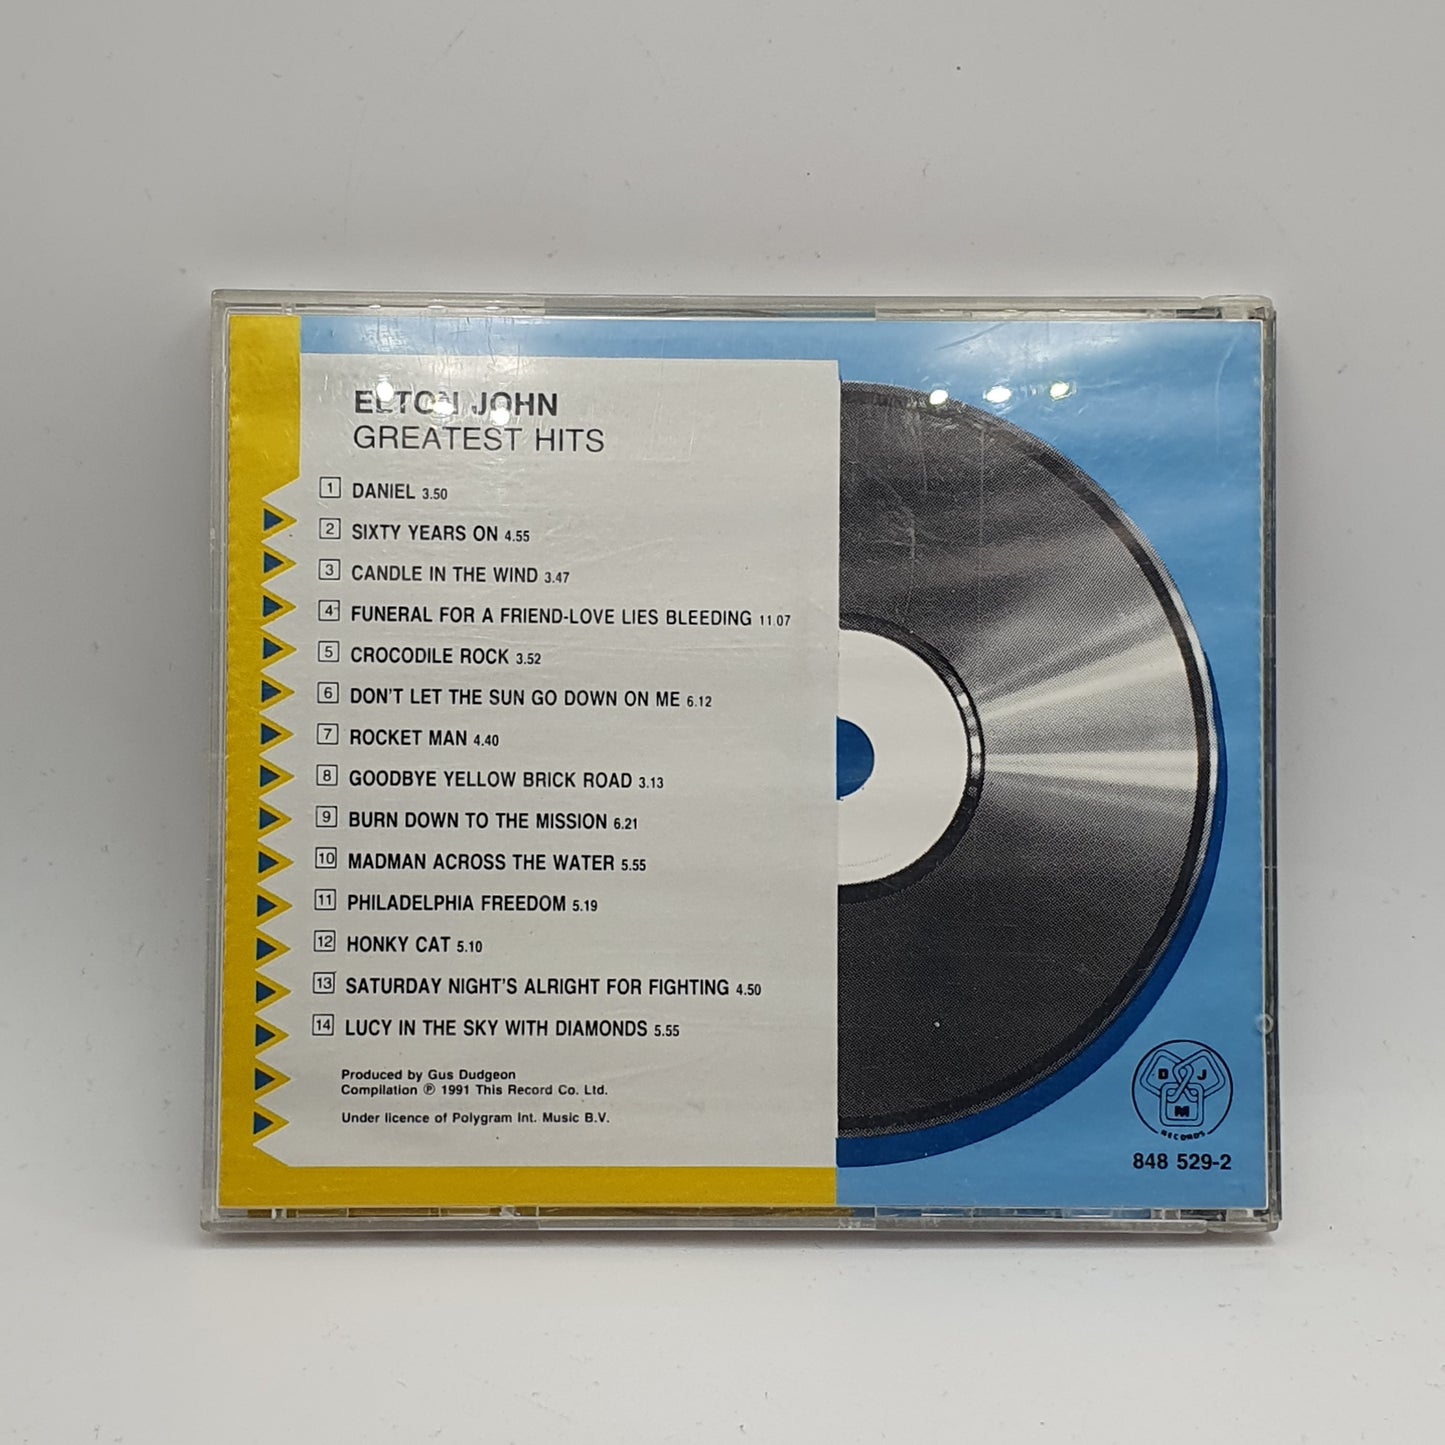 ELTON JOHN
GREATEST HITS
1 DANIEL 3.50
2 SIXTY YEARS ON 4.55
3 CANDLE IN THE WIND 3.47
4 FUNERAL FOR A FRIEND-LOVE LIES BLEEDING 11.07
5 CROCODILE ROCK 3.52
6 DON'T LET THE SUN GO DOWN ON ME 6.12
7 ROCKET MAN 4.40
8 GOODBYE YELLOW BRICK ROAD 3.13
9 BURN DOWN TO THE MISSION 6.21
10 MADMAN ACROSS THE WATER 5.55
11 PHILADELPHIA FREEDOM 5.19
12 HONKY CAT 5.10
13 SATURDAY NIGHT'S ALRIGHT FOR FIGHTING 4.50
14 LUCY IN THE SKY WITH DIAMONDS 5.55
Produced by Gus Dudgeon
Compilation ℗ 1991 This Record Co. Ltd.
Under licence of Polygram Int. Music B.V.
D J
M
RECORDS
848 529-2